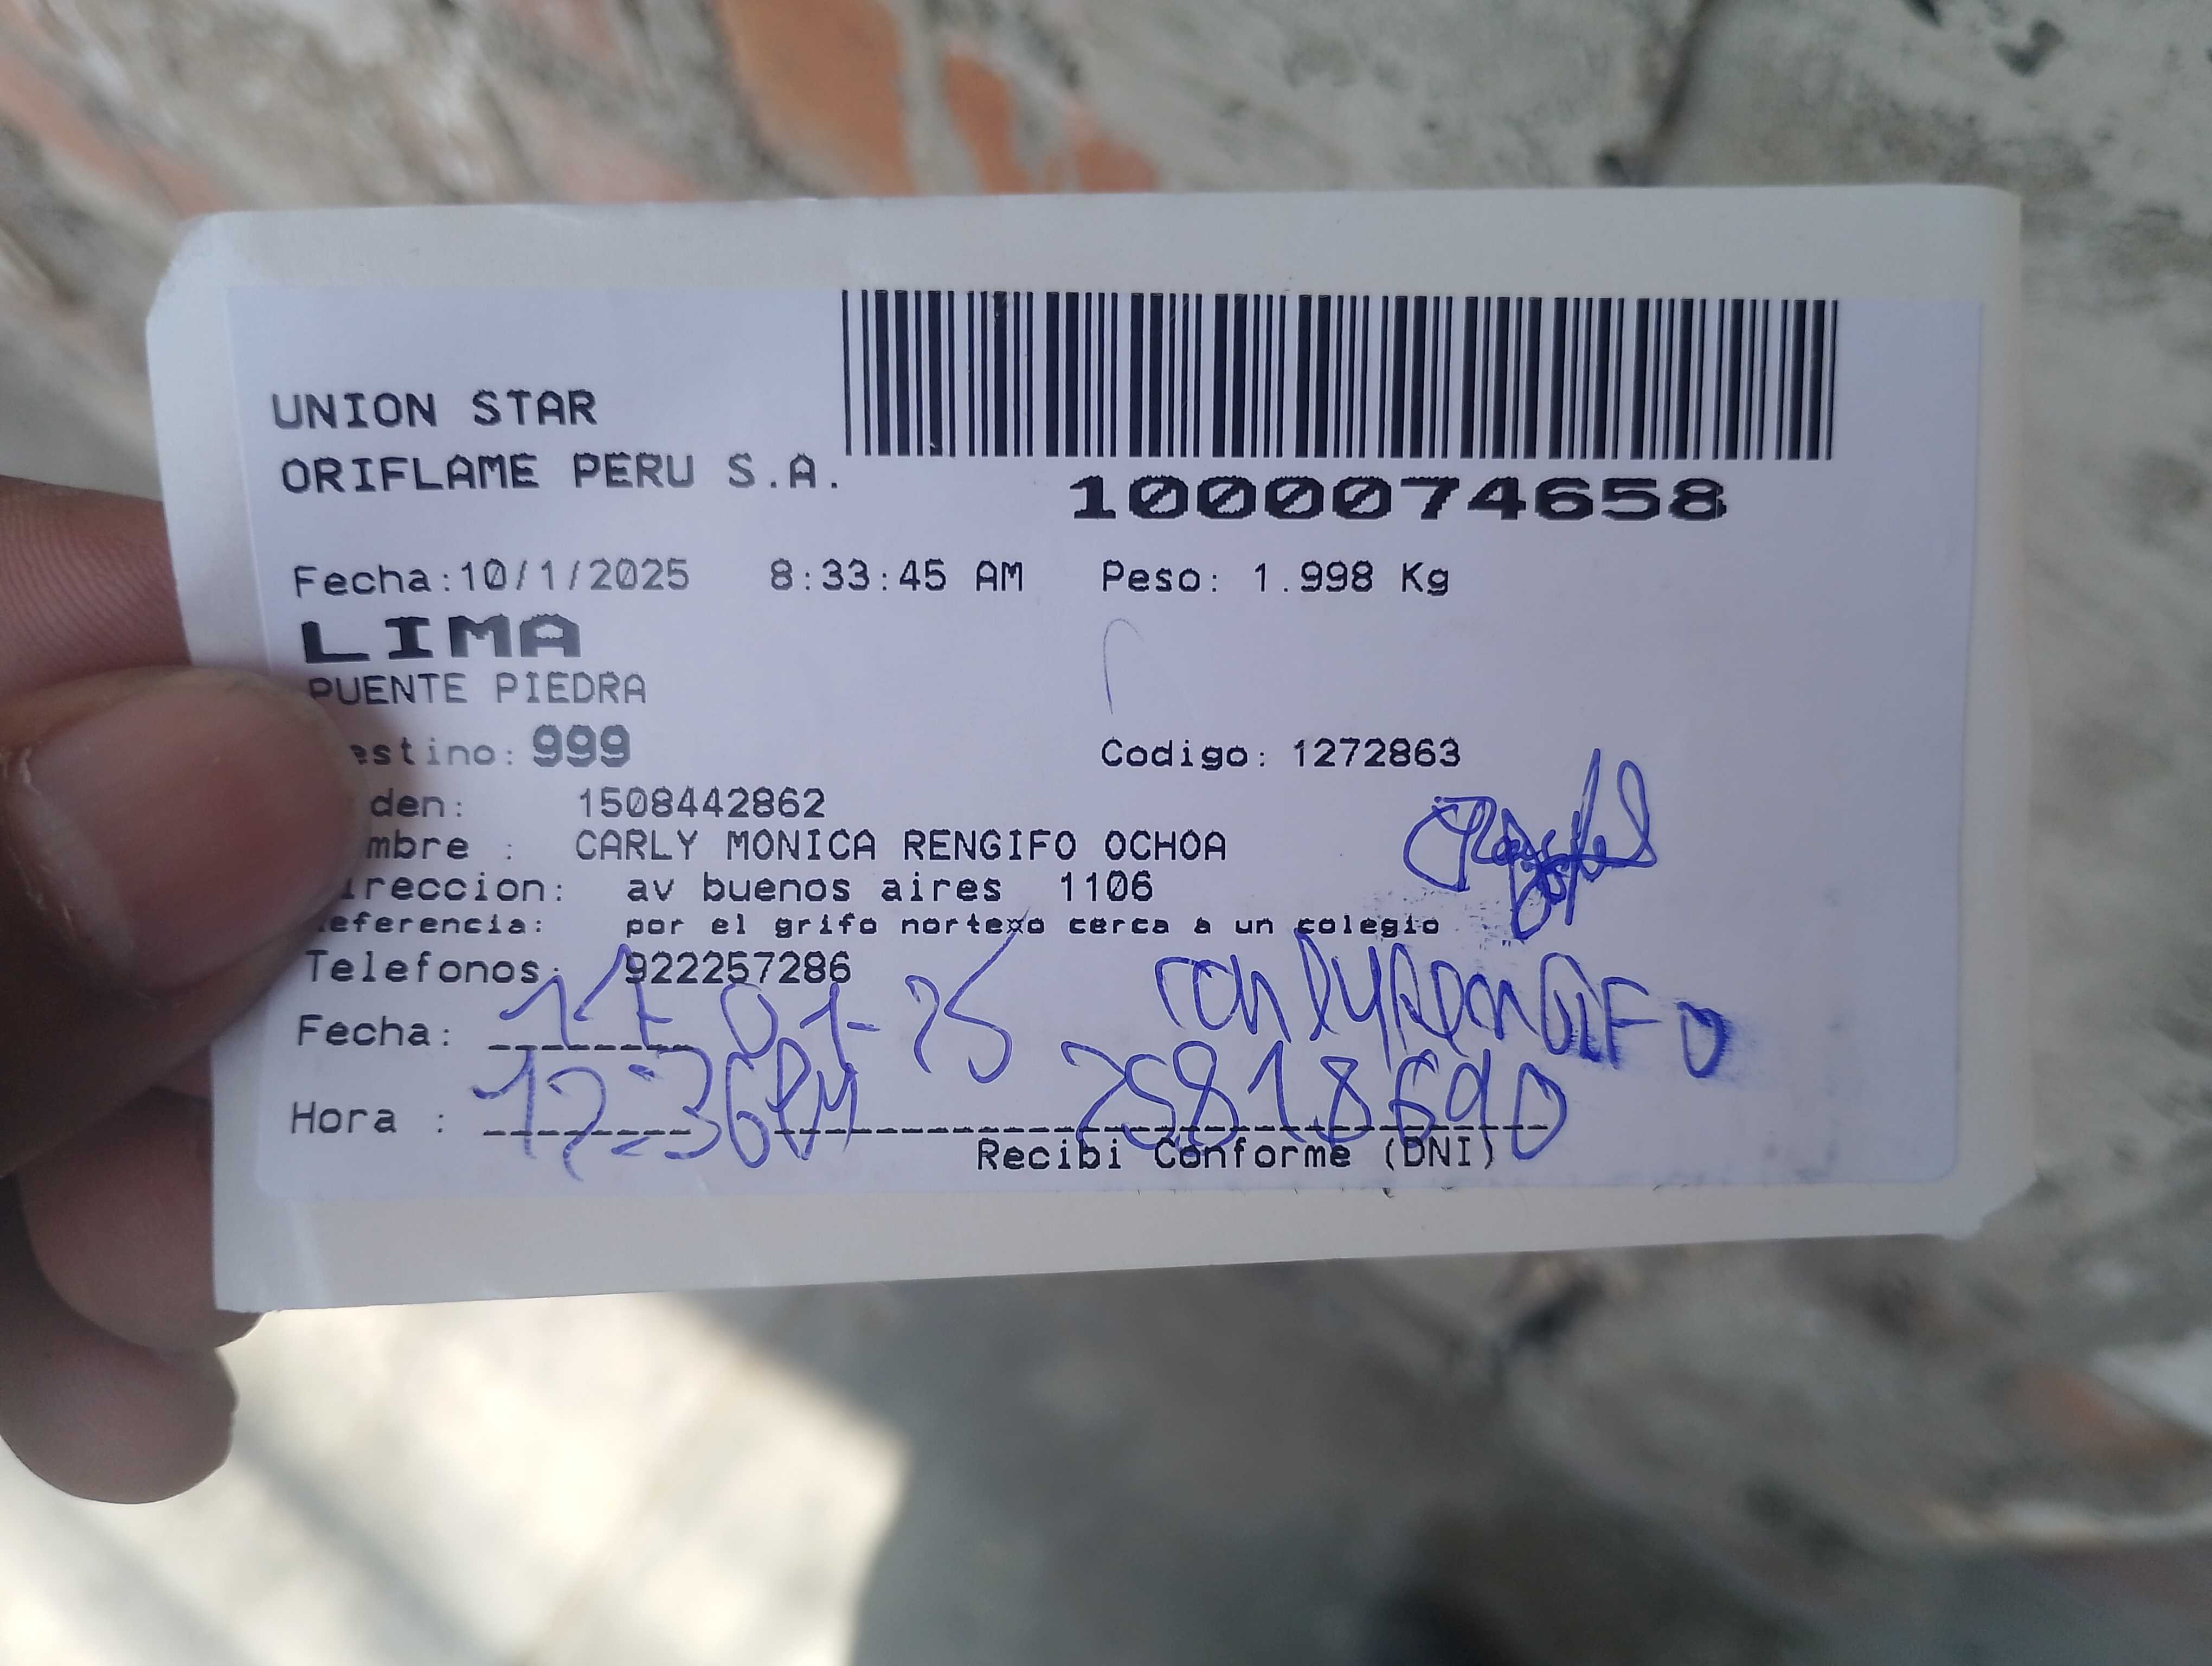 UNION STAR
ORIFLAME PERU S.A.
1000074658
Fecha:10/1/2025 8:33:45 AM Peso: 1.998 Kg
LIMA
PUENTE PIEDRA
estino: 999 Codigo: 1272863
den: 1508442862
mbre : CARLY MONICA RENGIFO OCHOA
ireccion: av buenos aires 1106
eferencia: por el grifo norteño cerca a un colegio
Telefonos: 922257286
Fecha: 11-01-25 CarlyRenGiFO
Hora : 12:36PM 25818690
Recibi Conforme (DNI)